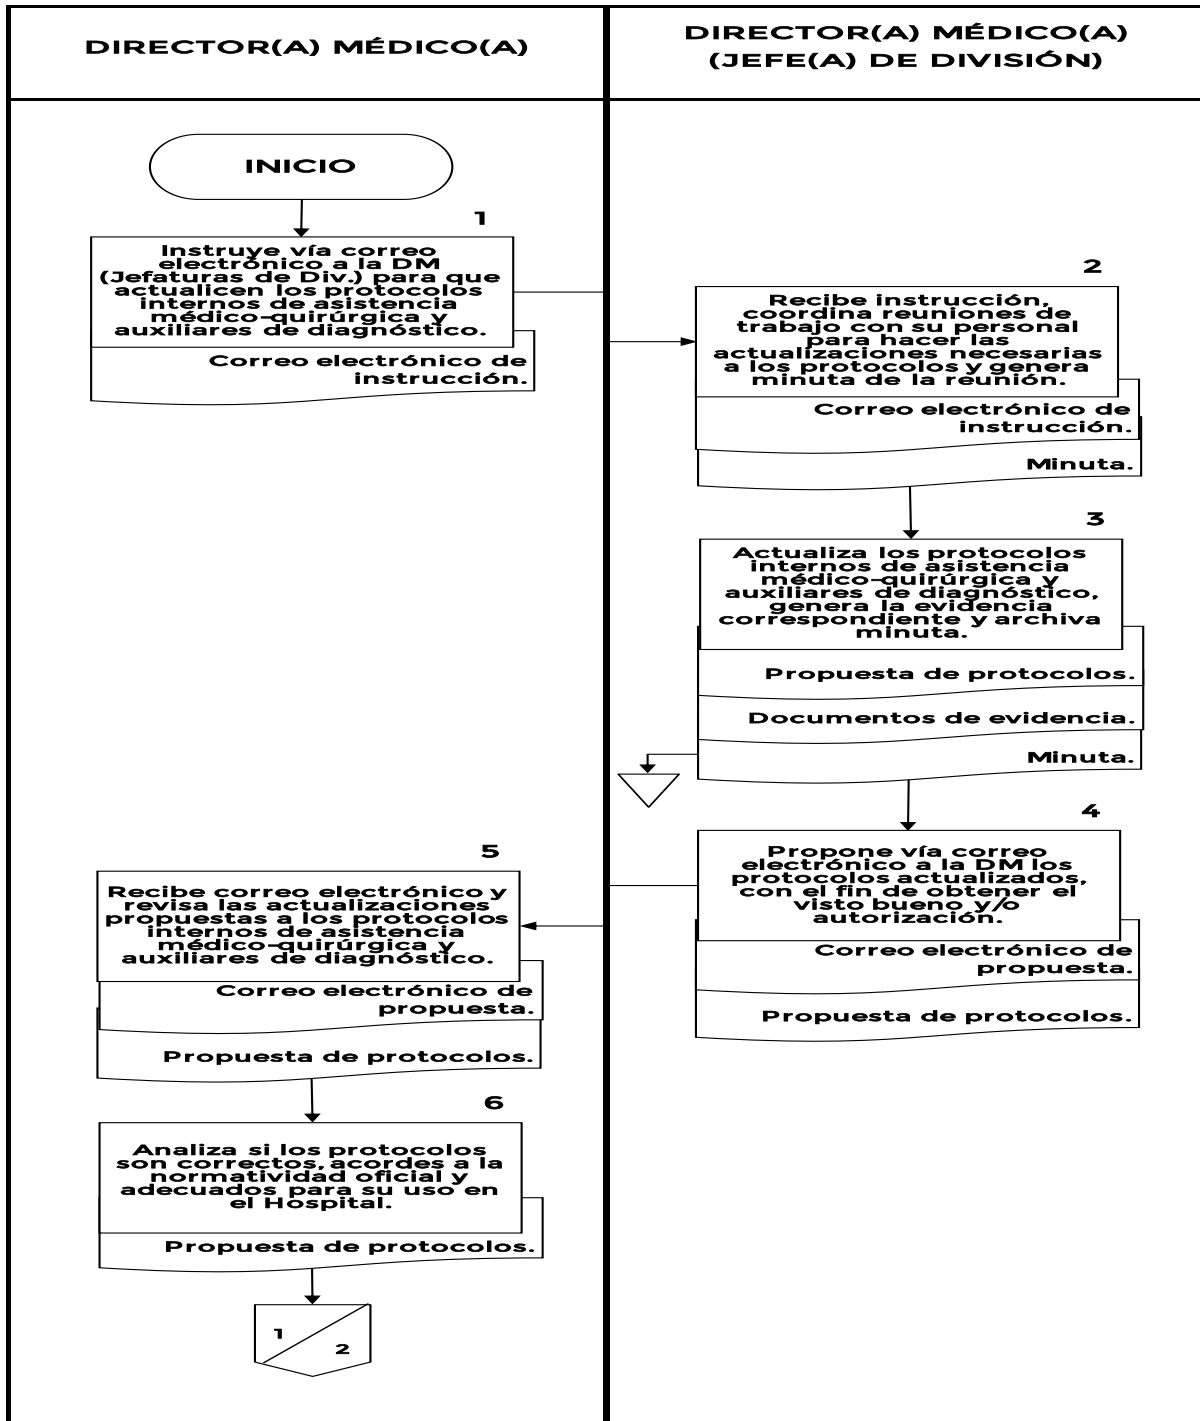 DIRECTOR(A) MÉDICO(A)
DIRECTOR(A) MÉDICO(A)
(JEFE(A) DE DIVISIÓN)
INICIO
1
Instruye vía correo
electrónico a la DM
(Jefaturas de Div.) para que
actualicen los protocolos
internos de asistencia
médico-quirúrgica y
auxiliares de diagnóstico.
Correo electrónico de
instrucción.
2
Recibe instrucción,
coordina reuniones de
trabajo con su personal
para hacer las
actualizaciones necesarias
a los protocolos y genera
minuta de la reunión.
Correo electrónico de
instrucción.
Minuta.
3
Actualiza los protocolos
internos de asistencia
médico-quirúrgica y
auxiliares de diagnóstico,
genera la evidencia
correspondiente y archiva
minuta.
Propuesta de protocolos.
Documentos de evidencia.
Minuta.
4
Propone vía correo
electrónico a la DM los
protocolos actualizados,
con el fin de obtener el
visto bueno y/o
autorización.
Correo electrónico de
propuesta.
Propuesta de protocolos.
5
Recibe correo electrónico y
revisa las actualizaciones
propuestas a los protocolos
internos de asistencia
médico-quirúrgica y
auxiliares de diagnóstico.
Correo electrónico de
propuesta.
Propuesta de protocolos.
6
Analiza si los protocolos
son correctos, acordes a la
normatividad oficial y
adecuados para su uso en
el Hospital.
Propuesta de protocolos.
1
2